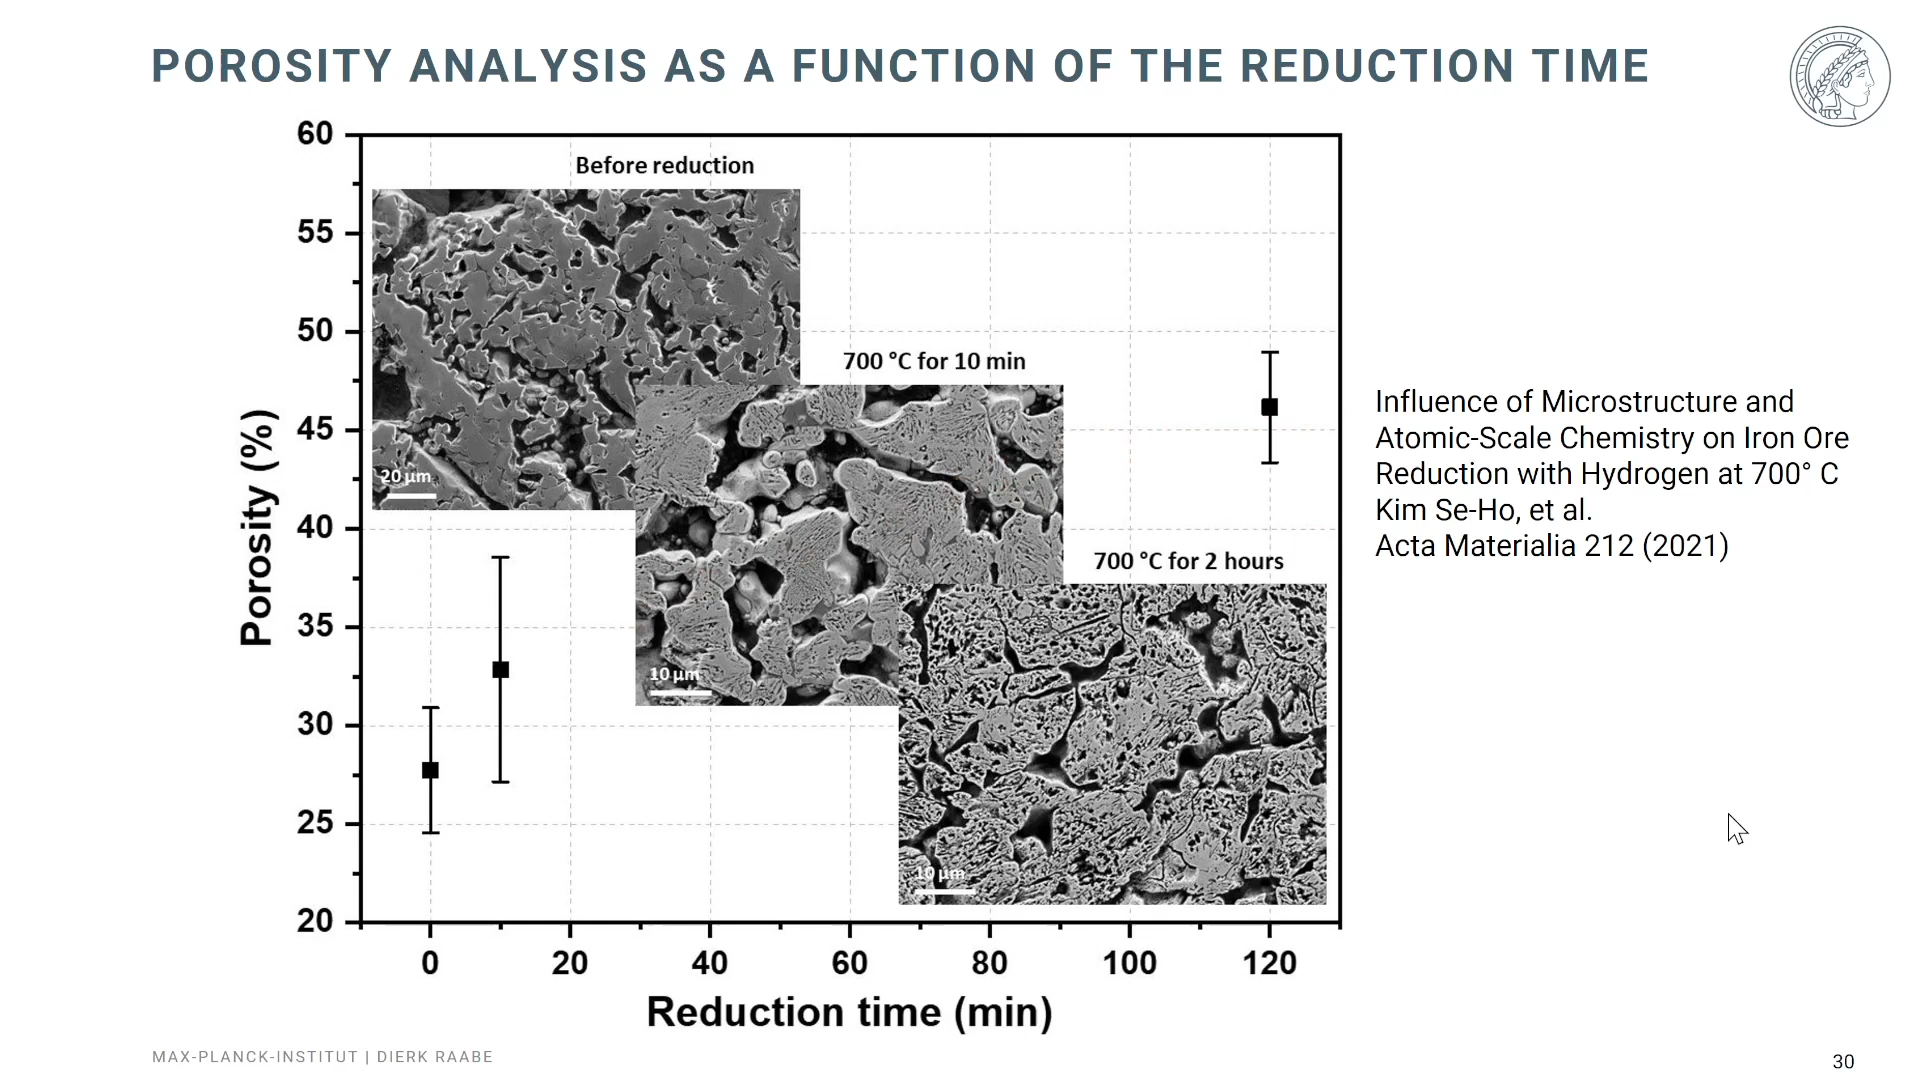 POROSITY ANALYSIS AS A FUNCTION OF THE REDUCTION TIME
60
55
50
45
40
35
30
25
20
Porosity (%)
Before reduction
20 µm
700 °C for 10 min
10 µm
700 °C for 2 hours
10 µm
0 20 40 60 80 100 120
Reduction time (min)
Influence of Microstructure and
Atomic-Scale Chemistry on Iron Ore
Reduction with Hydrogen at 700° C
Kim Se-Ho, et al.
Acta Materialia 212 (2021)
MAX-PLANCK-INSTITUT | DIERK RAABE
30